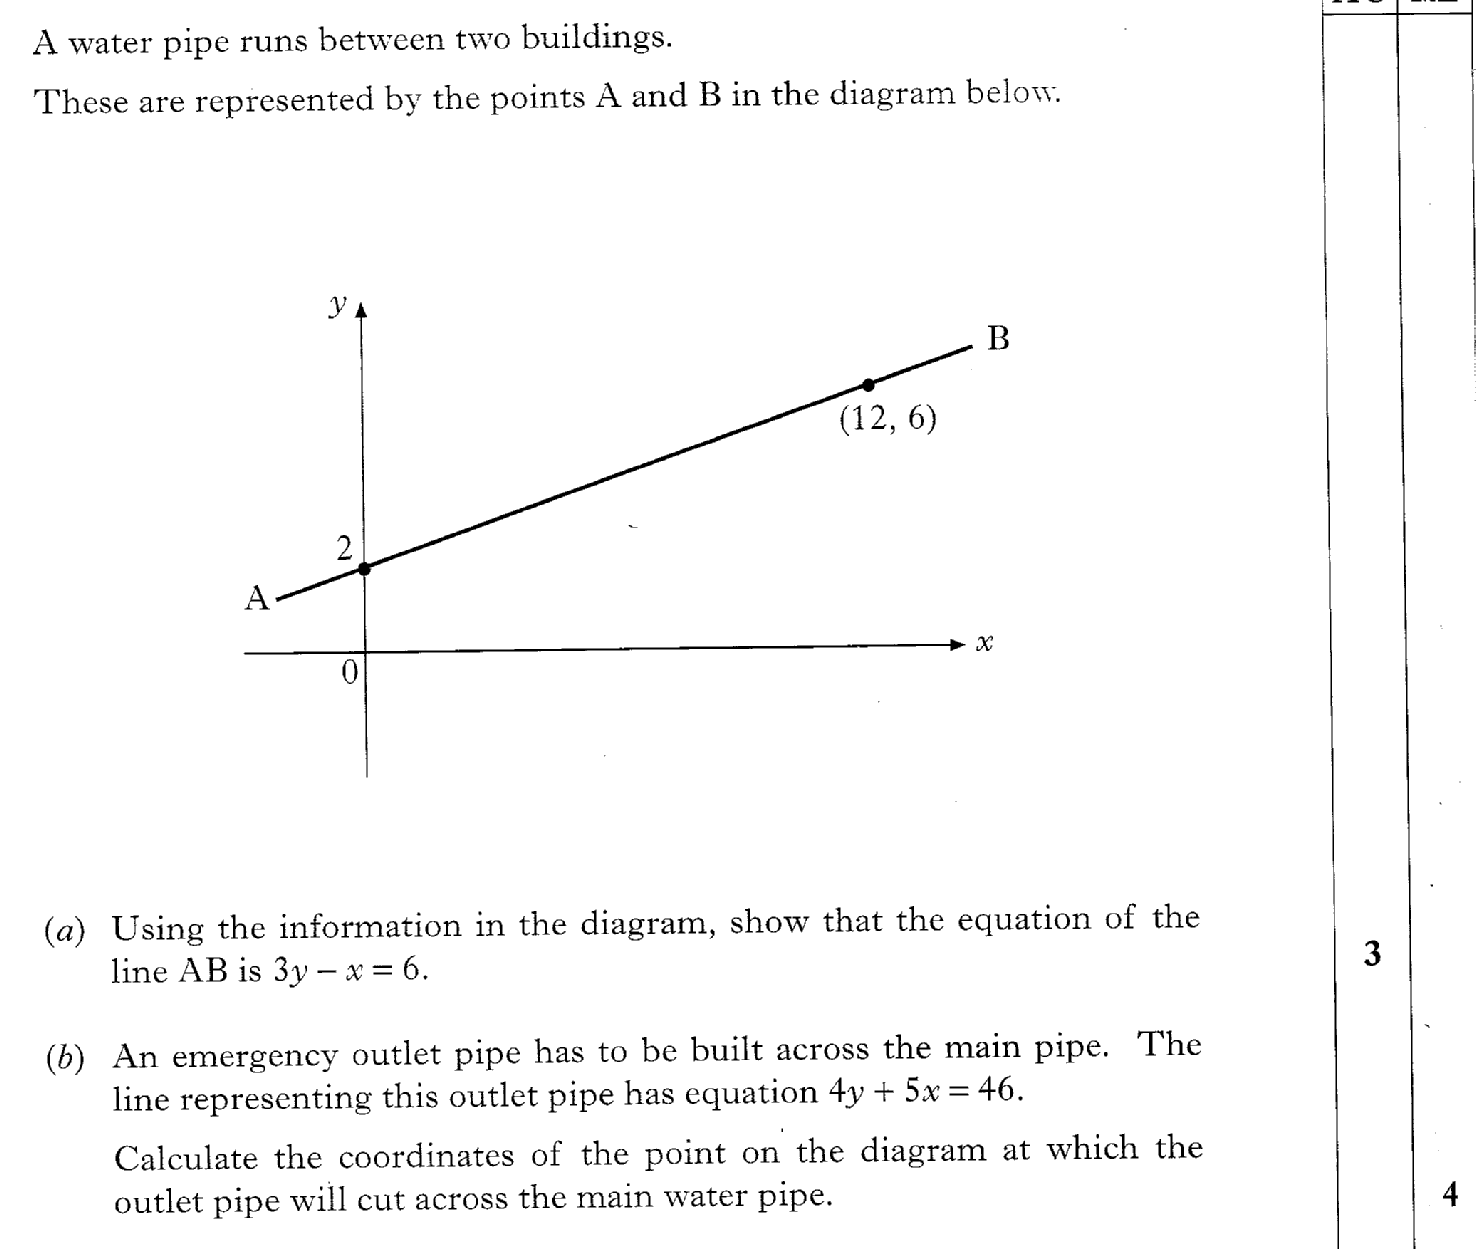 A water pipe runs between two buildings.
These are represented by the points A and B in the diagram below.
y
B
(12, 6)
2
A
x
0
(a) Using the information in the diagram, show that the equation of the
line AB is 3y – x = 6.
3
(b) An emergency outlet pipe has to be built across the main pipe. The
line representing this outlet pipe has equation 4y + 5x = 46.
Calculate the coordinates of the point on the diagram at which the
outlet pipe will cut across the main water pipe.
4